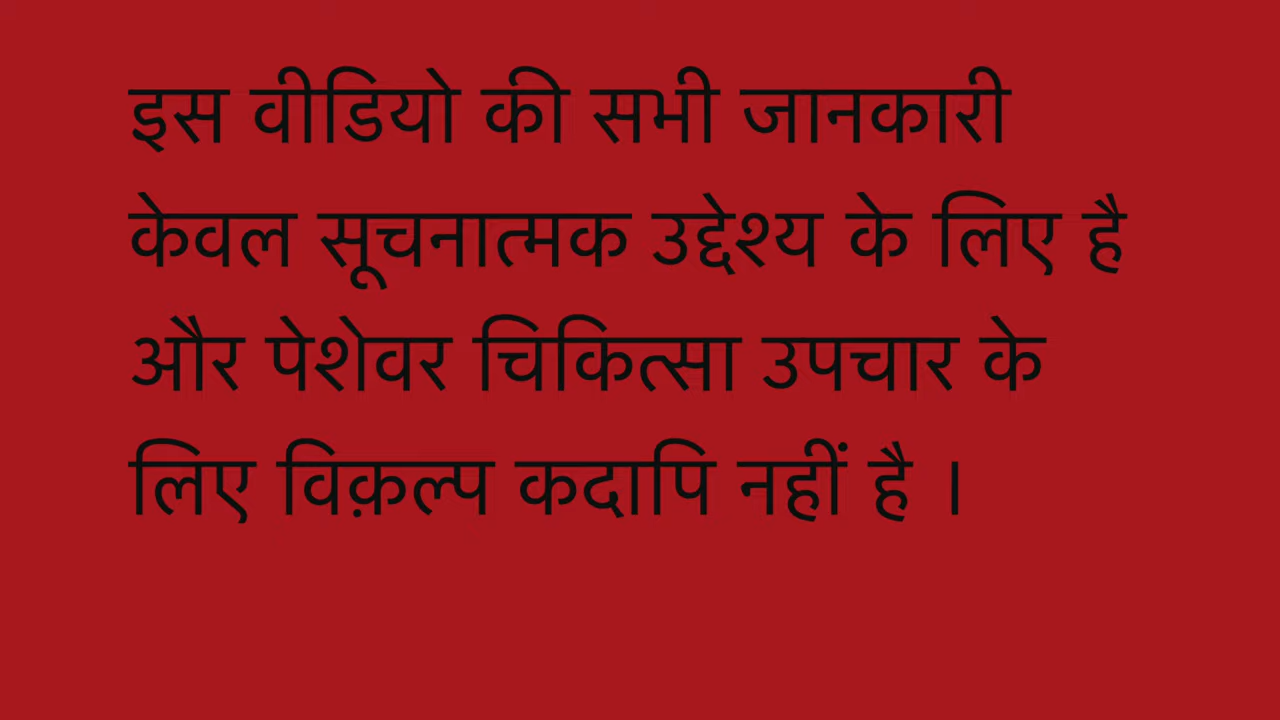 इस वीडियो की सभी जानकारी
केवल सूचनात्मक उद्देश्य के लिए है
और पेशेवर चिकित्सा उपचार के
लिए विक़ल्प कदापि नहीं है ।